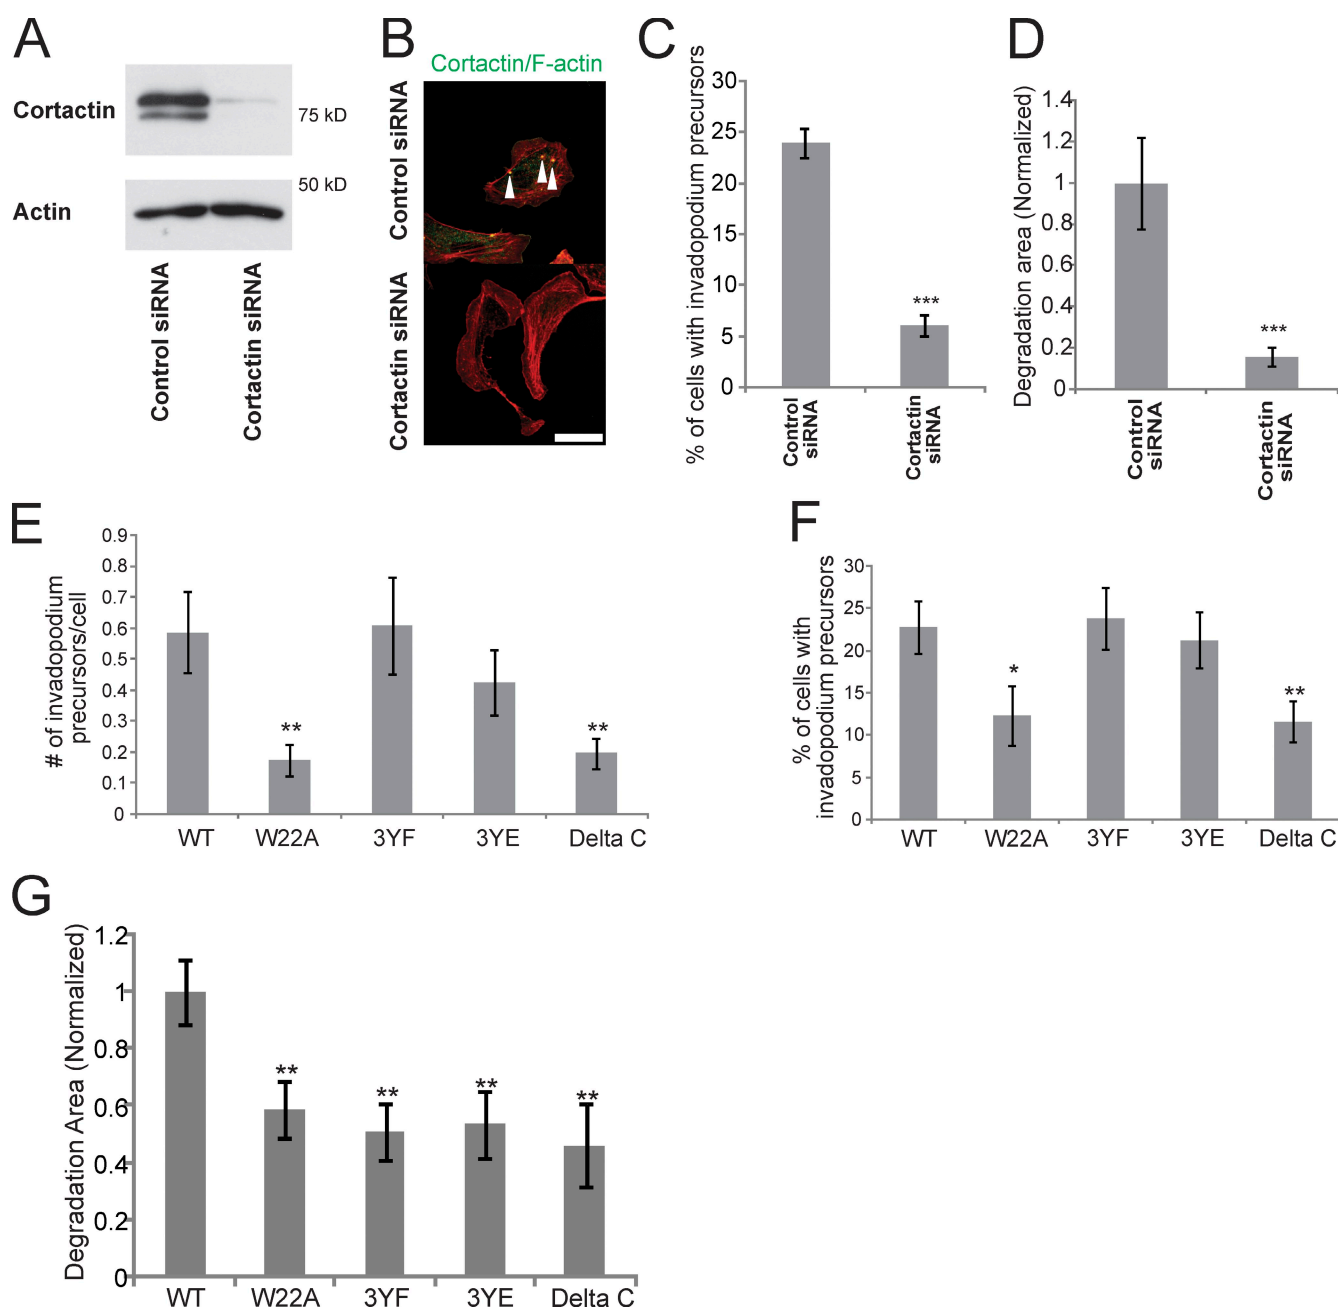 A
Cortactin
75 kD
50 kD
Actin
Control siRNA
Cortactin siRNA
B
Cortactin/F-actin
Control siRNA
Cortactin siRNA
C
% of cells with invadopodium precursors
30
25
20
15
10
5
0
***
Control
siRNA
Cortactin
siRNA
D
Degradation area (Normalized)
1.4
1.2
1
0.8
0.6
0.4
0.2
0
***
Control
siRNA
Cortactin
siRNA
E
# of invadopodium
precursors/cell
0.9
0.8
0.7
0.6
0.5
0.4
0.3
0.2
0.1
0
**
**
WT W22A 3YF 3YE Delta C
F
% of cells with
invadopodium precursors
30
25
20
15
10
5
0
*
**
WT W22A 3YF 3YE Delta C
G
Degradation Area (Normalized)
1.2
1
0.8
0.6
0.4
0.2
0
** ** ** **
WT W22A 3YF 3YE Delta C